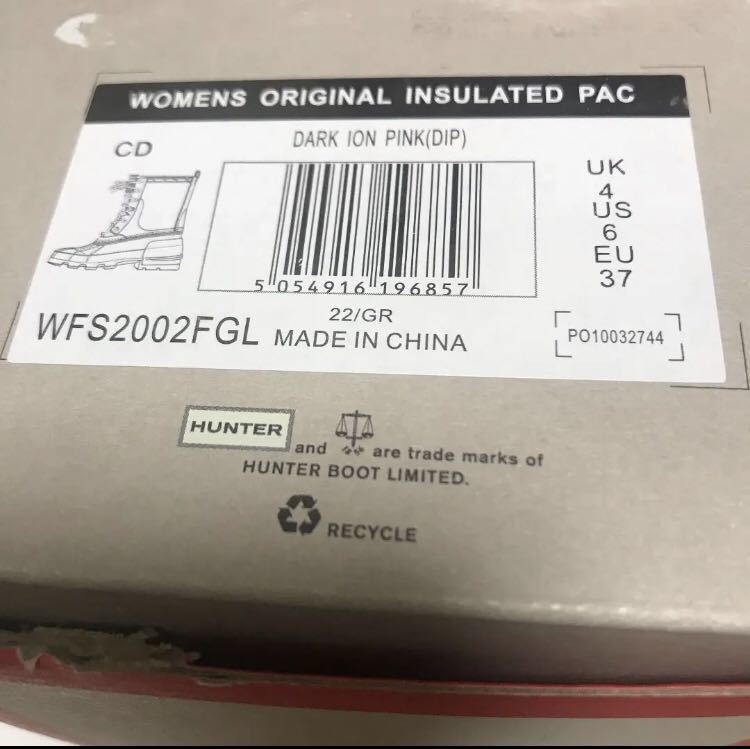 WOMENS ORIGINAL INSULATED PAC
CD
DARK ION PINK(DIP)
UK
4
US
6
EU
37
5 054916 196857
22/GR
WFS2002FGL MADE IN CHINA
PO10032744
HUNTER and are trade marks of
HUNTER BOOT LIMITED.
RECYCLE